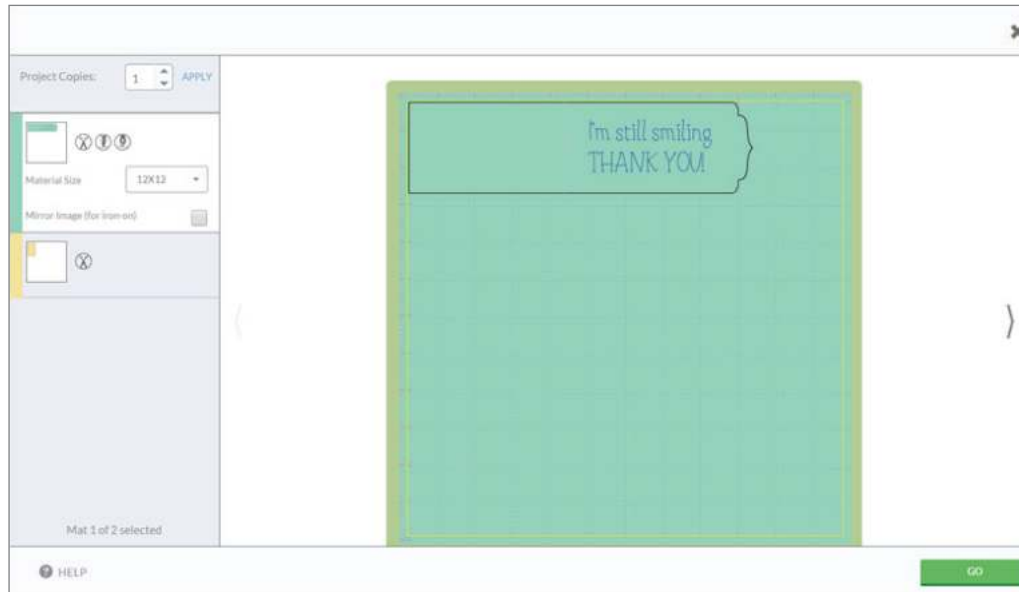 Project Copies:
1
APPLY
Material Size
12X12
Mirror Image (for iron-on)
Mat 1 of 2 selected
I'm still smiling
THANK YOU!
HELP
GO